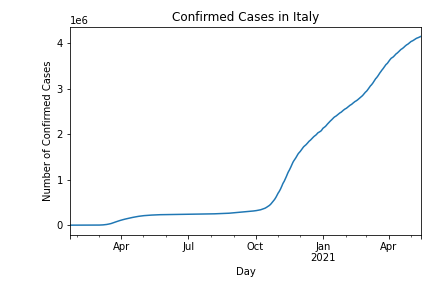 Confirmed Cases in Italy
1e6
4
3
2
1
0
Number of Confirmed Cases
Apr
Jul
Oct
Jan
2021
Apr
Day